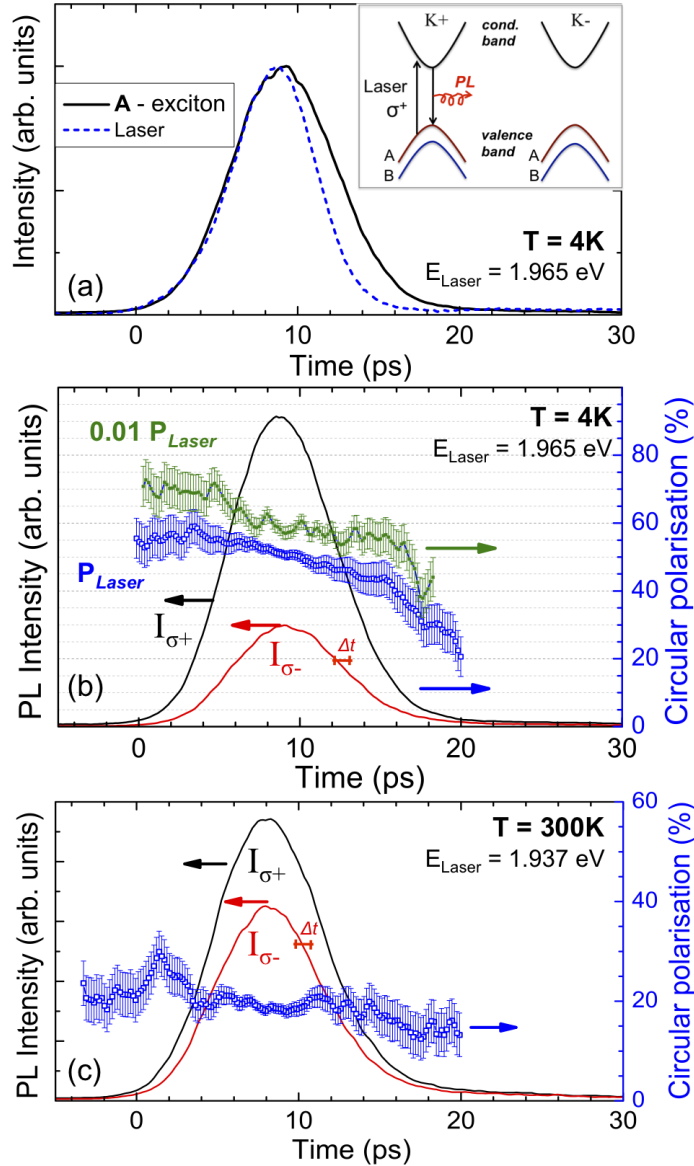 Intensity (arb. units)
A - exciton
Laser
K+
cond.
band
K-
Laser
σ+
PL
A
B
valence
band
T = 4K
E_Laser = 1.965 eV
(a)
0 10 20 30
Time (ps)
PL Intensity (arb. units)
0.01 P_Laser
T = 4K
E_Laser = 1.965 eV
P_Laser
I_σ+
I_σ-
Δt
(b)
80
60
40
20
0
Circular polarisation (%)
0 10 20 30
Time (ps)
PL Intensity (arb. units)
T = 300K
E_Laser = 1.937 eV
I_σ+
I_σ-
Δt
(c)
60
40
20
0
Circular polarisation (%)
0 10 20 30
Time (ps)